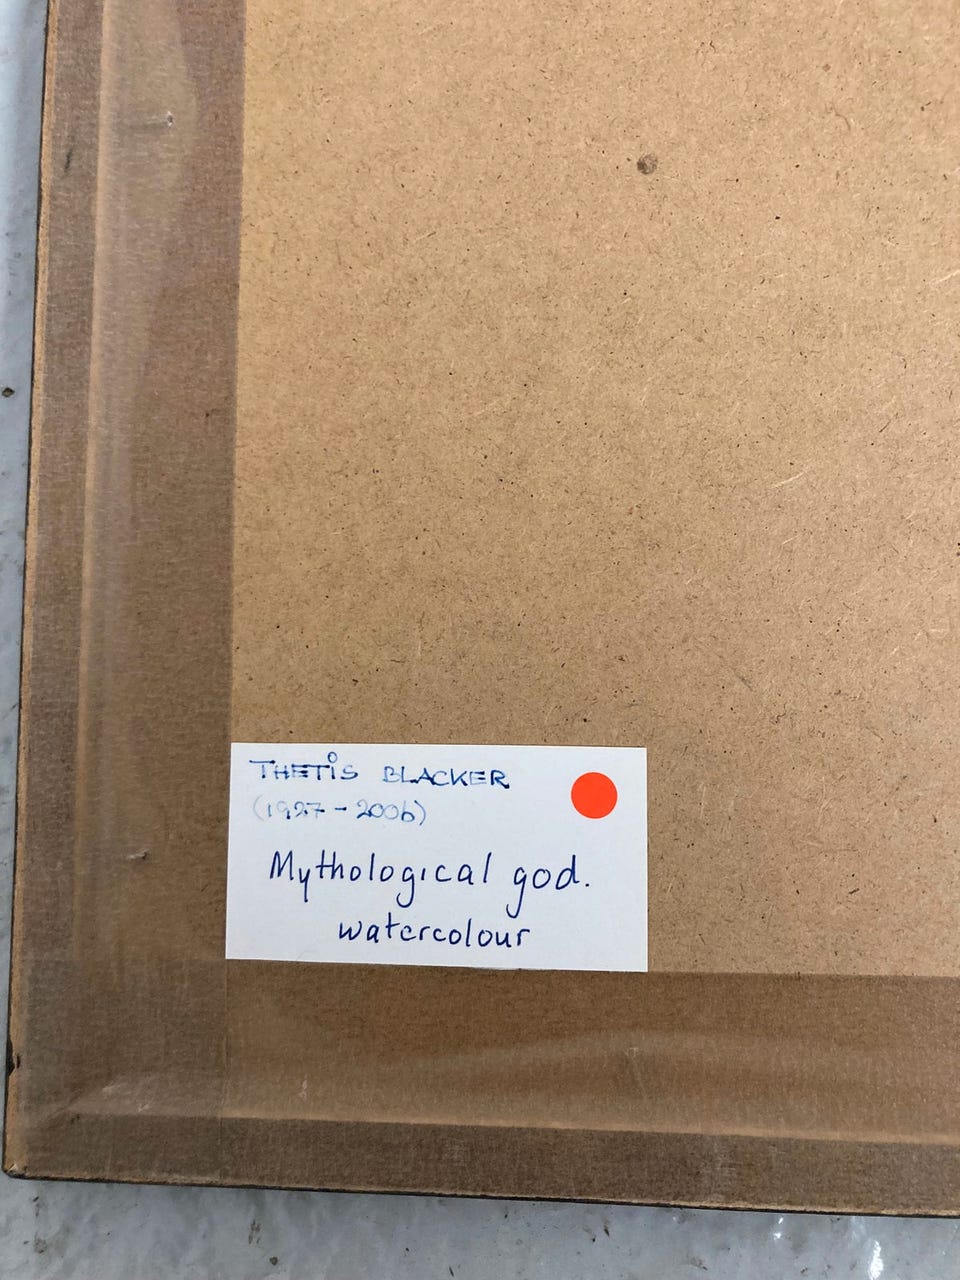 THETIS BLACKER
(1927-2006)
Mythological god.
watercolour